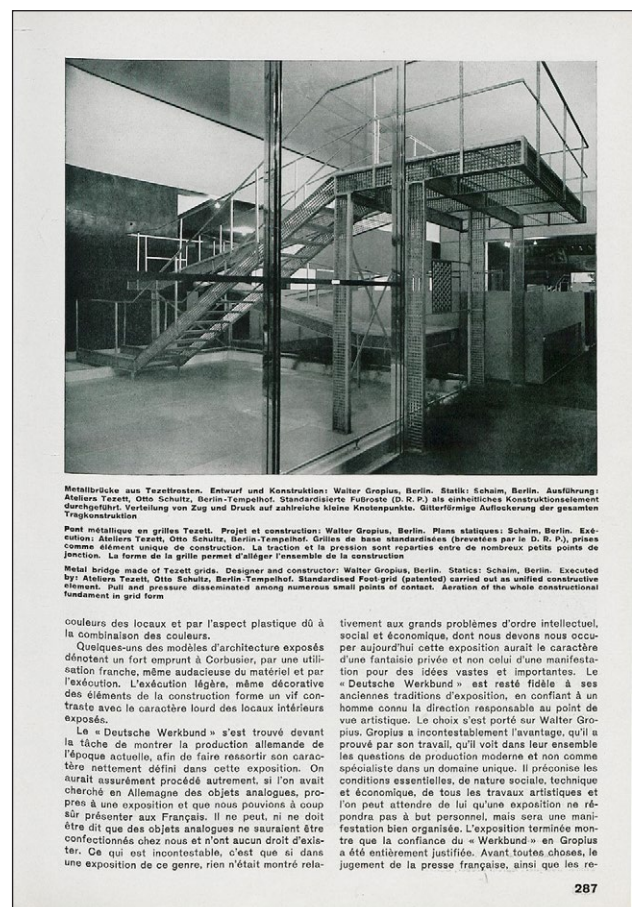 Metallbrücke aus Tezettrosten. Entwurf und Konstruktion: Walter Gropius, Berlin. Statik: Schaim, Berlin. Ausführung:
Ateliers Tezett, Otto Schultz, Berlin-Tempelhof. Standardisierte Fußroste (D. R. P.) als einheitliches Konstruktionselement
durchgeführt. Verteilung von Zug und Druck auf zahlreiche kleine Knotenpunkte. Gitterförmige Auflockerung der gesamten
Tragkonstruktion
Pont métallique en grilles Tezett. Projet et construction: Walter Gropius, Berlin. Plans statiques: Schaim, Berlin. Exé-
cution: Ateliers Tezett, Otto Schultz, Berlin-Tempelhof. Grilles de base standardisées (brevetées par le D. R. P.), prises
comme élément unique de construction. La traction et la pression sont reparties entre de nombreux petits points de
jonction. La forme de la grille permet d'alléger l'ensemble de la construction
Metal bridge made of Tezett grids. Designer and constructor: Walter Gropius, Berlin. Statics: Schaim, Berlin. Executed
by: Ateliers Tezett, Otto Schultz, Berlin-Tempelhof. Standardised Foot-grid (patented) carried out as unified constructive
element. Pull and pressure disseminated among numerous small points of contact. Aeration of the whole constructional
fundament in grid form
couleurs des locaux et par l'aspect plastique dû à
la combinaison des couleurs.
Quelques-uns des modèles d'architecture exposés
dénotent un fort emprunt à Corbusier, par une utili-
sation franche, même audacieuse du matériel et par
l'exécution. L'exécution légère, même décorative
des éléments de la construction forme un vif con-
traste avec le caractère lourd des locaux intérieurs
exposés.
Le « Deutsche Werkbund » s'est trouvé devant
la tâche de montrer la production allemande de
l'époque actuelle, afin de faire ressortir son carac-
tère nettement défini dans cette exposition. On
aurait assurément procédé autrement, si l'on avait
cherché en Allemagne des objets analogues, pro-
pres à une exposition et que nous pouvions à coup
sûr présenter aux Français. Il ne peut, ni ne doit
être dit que des objets analogues ne sauraient être
confectionnés chez nous et n'ont aucun droit d'exis-
ter. Ce qui est incontestable, c'est que si dans
une exposition de ce genre, rien n'était montré rela-
tivement aux grands problèmes d'ordre intellectuel,
social et économique, dont nous devons nous occu-
per aujourd'hui cette exposition aurait le caractère
d'une fantaisie privée et non celui d'une manifesta-
tion pour des idées vastes et importantes. Le
« Deutsche Werkbund » est resté fidèle à ses
anciennes traditions d'exposition, en confiant à un
homme connu la direction responsable au point de
vue artistique. Le choix s'est porté sur Walter Gro-
pius. Gropius a incontestablement l'avantage, qu'il a
prouvé par son travail, qu'il voit dans leur ensemble
les questions de production moderne et non comme
spécialiste dans un domaine unique. Il préconise les
conditions essentielles, de nature sociale, technique
et économique, de tous les travaux artistiques et
l'on peut attendre de lui qu'une exposition ne ré-
pondra pas à but personnel, mais sera une mani-
festation bien organisée. L'exposition terminée mon-
tre que la confiance du « Werkbund » en Gropius
a été entièrement justifiée. Avant toutes choses, le
jugement de la presse française, ainsi que les re-
287